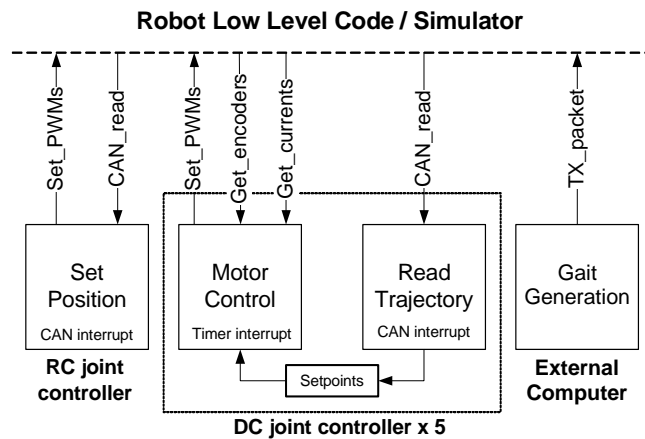 Robot Low Level Code / Simulator
Set_PWMs
CAN_read
Set_PWMs
Get_encoders
Get_currents
CAN_read
TX_packet
Set
Position
CAN interrupt
Motor
Control
Timer interrupt
Read
Trajectory
CAN interrupt
Gait
Generation
RC joint
controller
Setpoints
External
Computer
DC joint controller x 5